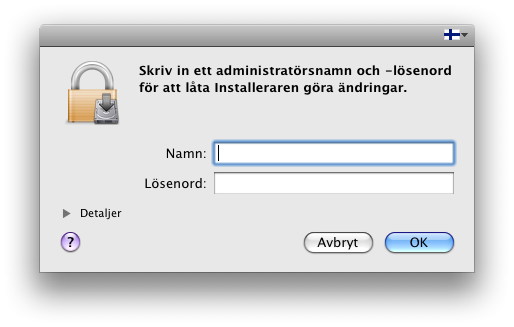 Skriv in ett administratörsnamn och -lösenord
för att låta Installeraren göra ändringar.
Namn:
Lösenord:
Detaljer
?
Avbryt
OK